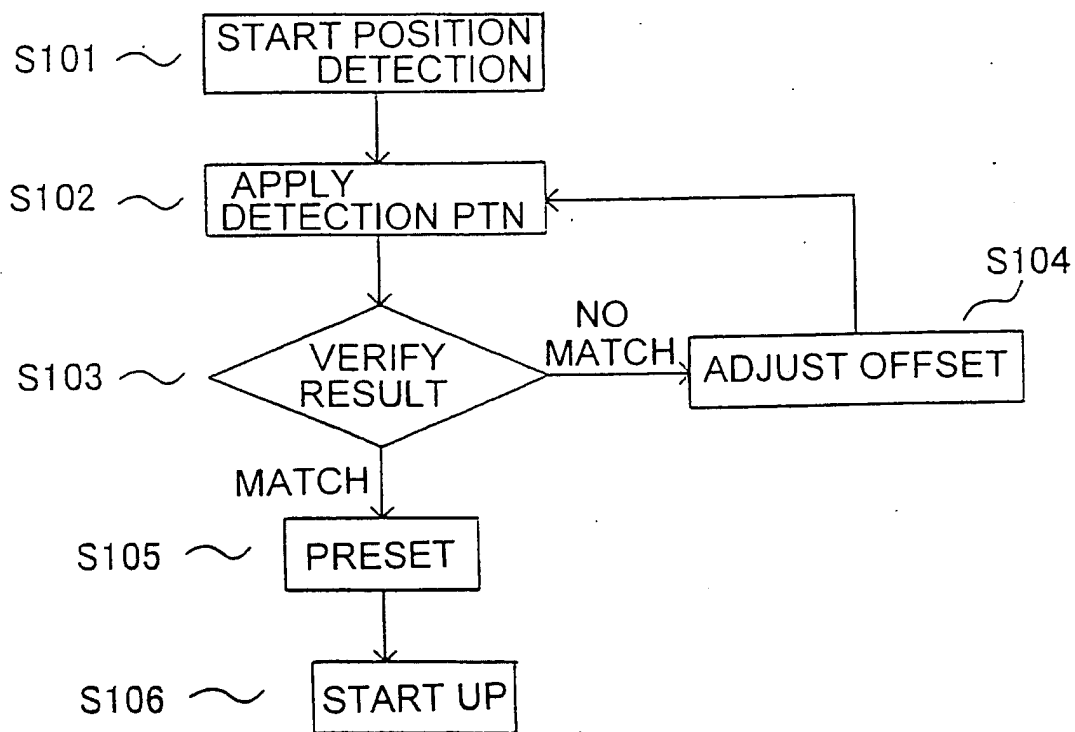 S101
START POSITION
DETECTION
S102
APPLY
DETECTION PTN
S104
S103
VERIFY
RESULT
NO
MATCH
ADJUST OFFSET
MATCH
S105
PRESET
S106
START UP